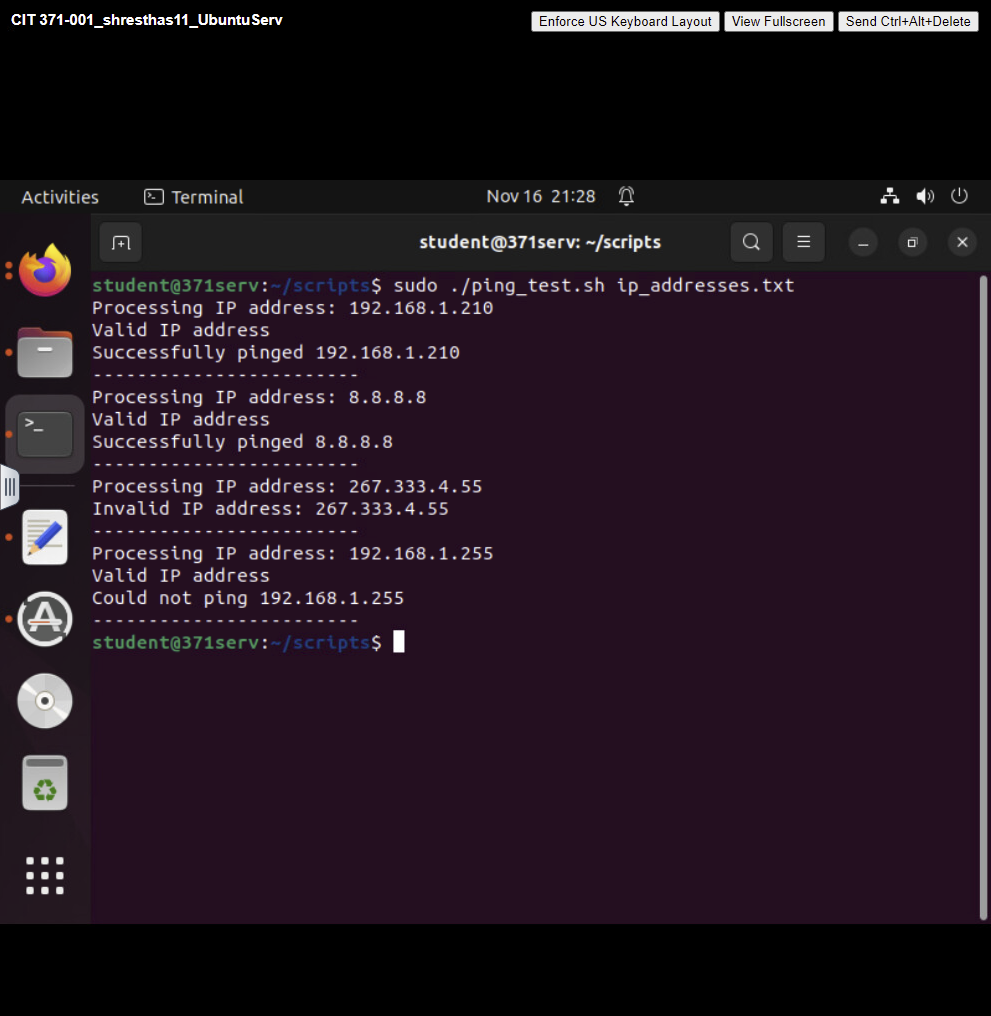 CIT 371-001_shresthas11_UbuntuServ
Enforce US Keyboard Layout View Fullscreen Send Ctrl+Alt+Delete
Activities Terminal Nov 16 21:28
student@371serv: ~/scripts
student@371serv:~/scripts$ sudo ./ping_test.sh ip_addresses.txt
Processing IP address: 192.168.1.210
Valid IP address
Successfully pinged 192.168.1.210
------------------------
Processing IP address: 8.8.8.8
Valid IP address
Successfully pinged 8.8.8.8
------------------------
Processing IP address: 267.333.4.55
Invalid IP address: 267.333.4.55
------------------------
Processing IP address: 192.168.1.255
Valid IP address
Could not ping 192.168.1.255
------------------------
student@371serv:~/scripts$